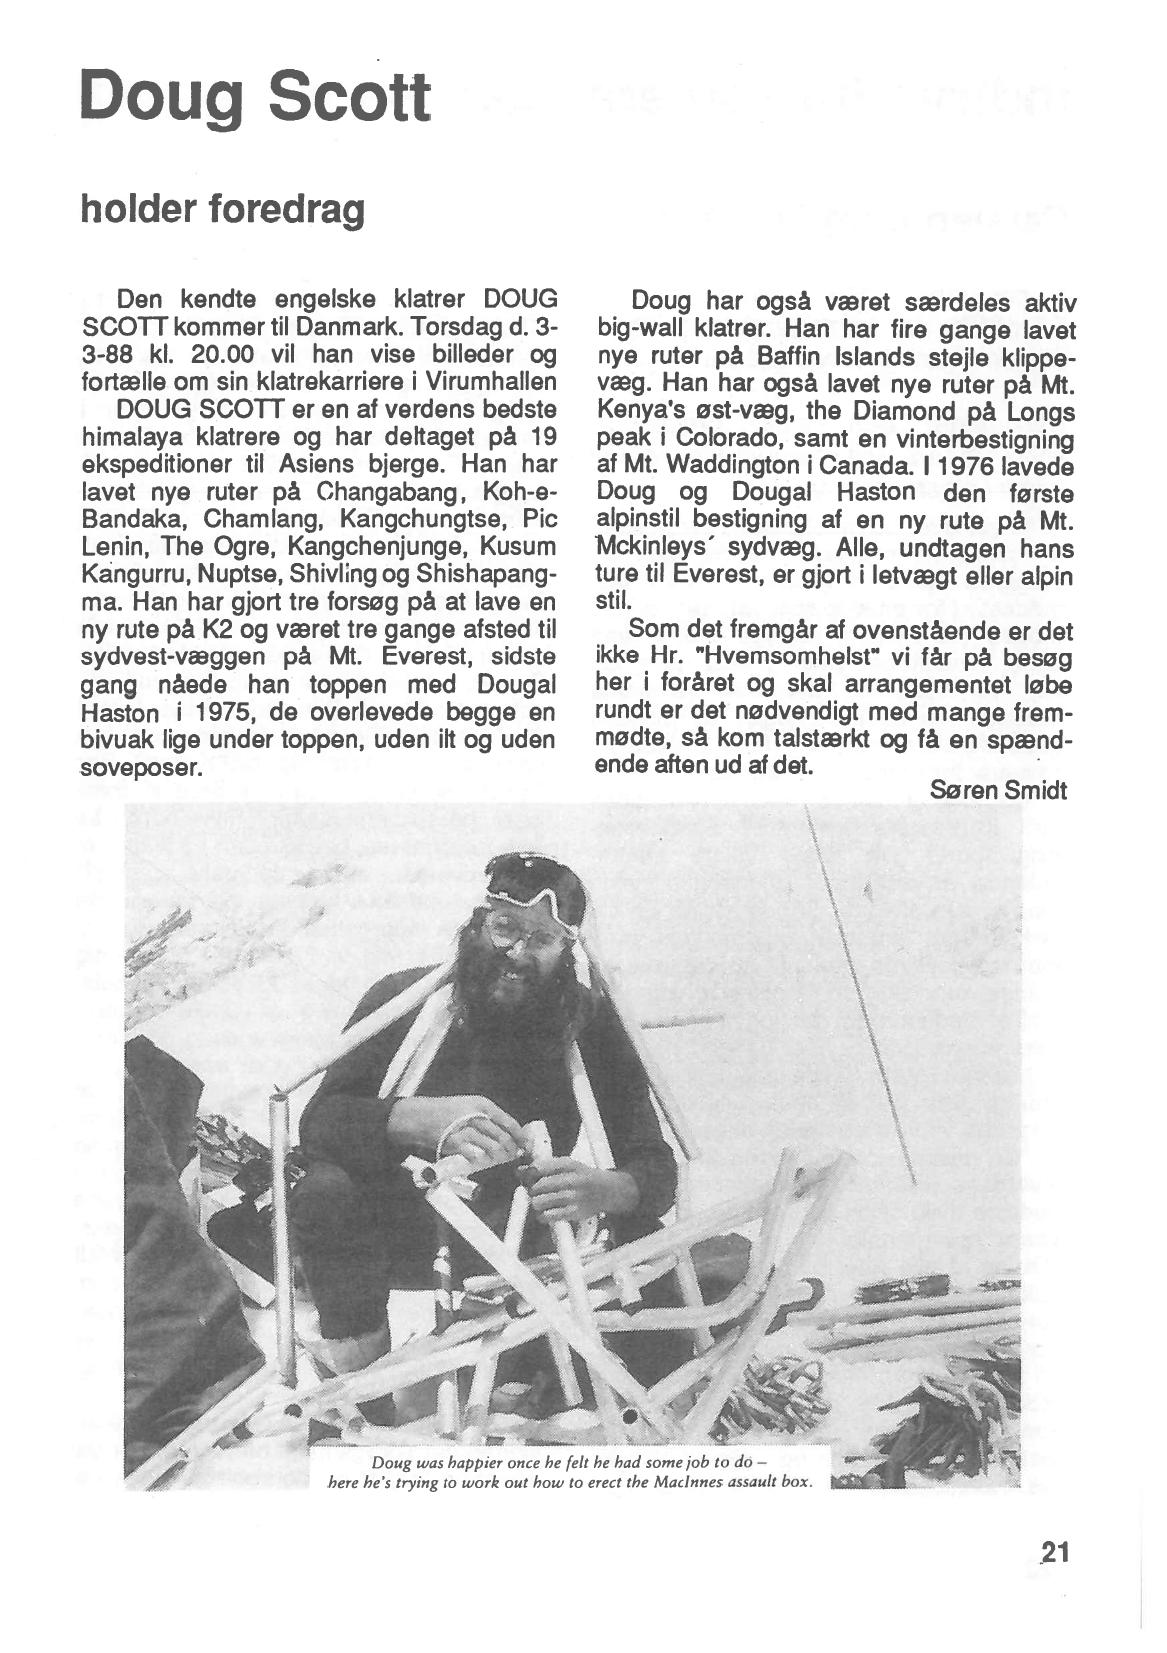 Doug Scott
holder foredrag
Den kendte engelske klatrer DOUG
SCOTT kommer til Danmark. Torsdag d. 3-
3-88 kl. 20.00 vil han vise billeder og
fortælle om sin klatrekarriere i Virumhallen
DOUG SCOTT er en af verdens bedste
himalaya klatrere og har deltaget på 19
ekspeditioner til Asiens bjerge. Han har
lavet nye ruter på Changabang, Koh-e-
Bandaka, Chamlang, Kangchungtse, Pic
Lenin, The Ogre, Kangchenjunge, Kusum
Kangurru, Nuptse, Shivling og Shishapang-
ma. Han har gjort tre forsøg på at lave en
ny rute på K2 og været tre gange afsted til
sydvest-væggen på Mt. Everest, sidste
gang nåede han toppen med Dougal
Haston i 1975, de overlevede begge en
bivuak lige under toppen, uden ilt og uden
soveposer.
Doug har også været særdeles aktiv
big-wall klatrer. Han har fire gange lavet
nye ruter på Baffin Islands stejle klippe-
væg. Han har også lavet nye ruter på Mt.
Kenya's øst-væg, the Diamond på Longs
peak i Colorado, samt en vinterbestigning
af Mt. Waddington i Canada. I 1976 lavede
Doug og Dougal Haston den første
alpinstil bestigning af en ny rute på Mt.
Mckinleys´ sydvæg. Alle, undtagen hans
ture til Everest, er gjort i letvægt eller alpin
stil.
Som det fremgår af ovenstående er det
ikke Hr. "Hvemsomhelst" vi får på besøg
her i foråret og skal arrangementet løbe
rundt er det nødvendigt med mange frem-
mødte, så kom talstærkt og få en spænd-
ende aften ud af det.
Søren Smidt
Doug was happier once he felt he had some job to do –
here he's trying to work out how to erect the MacInnes assault box.
21